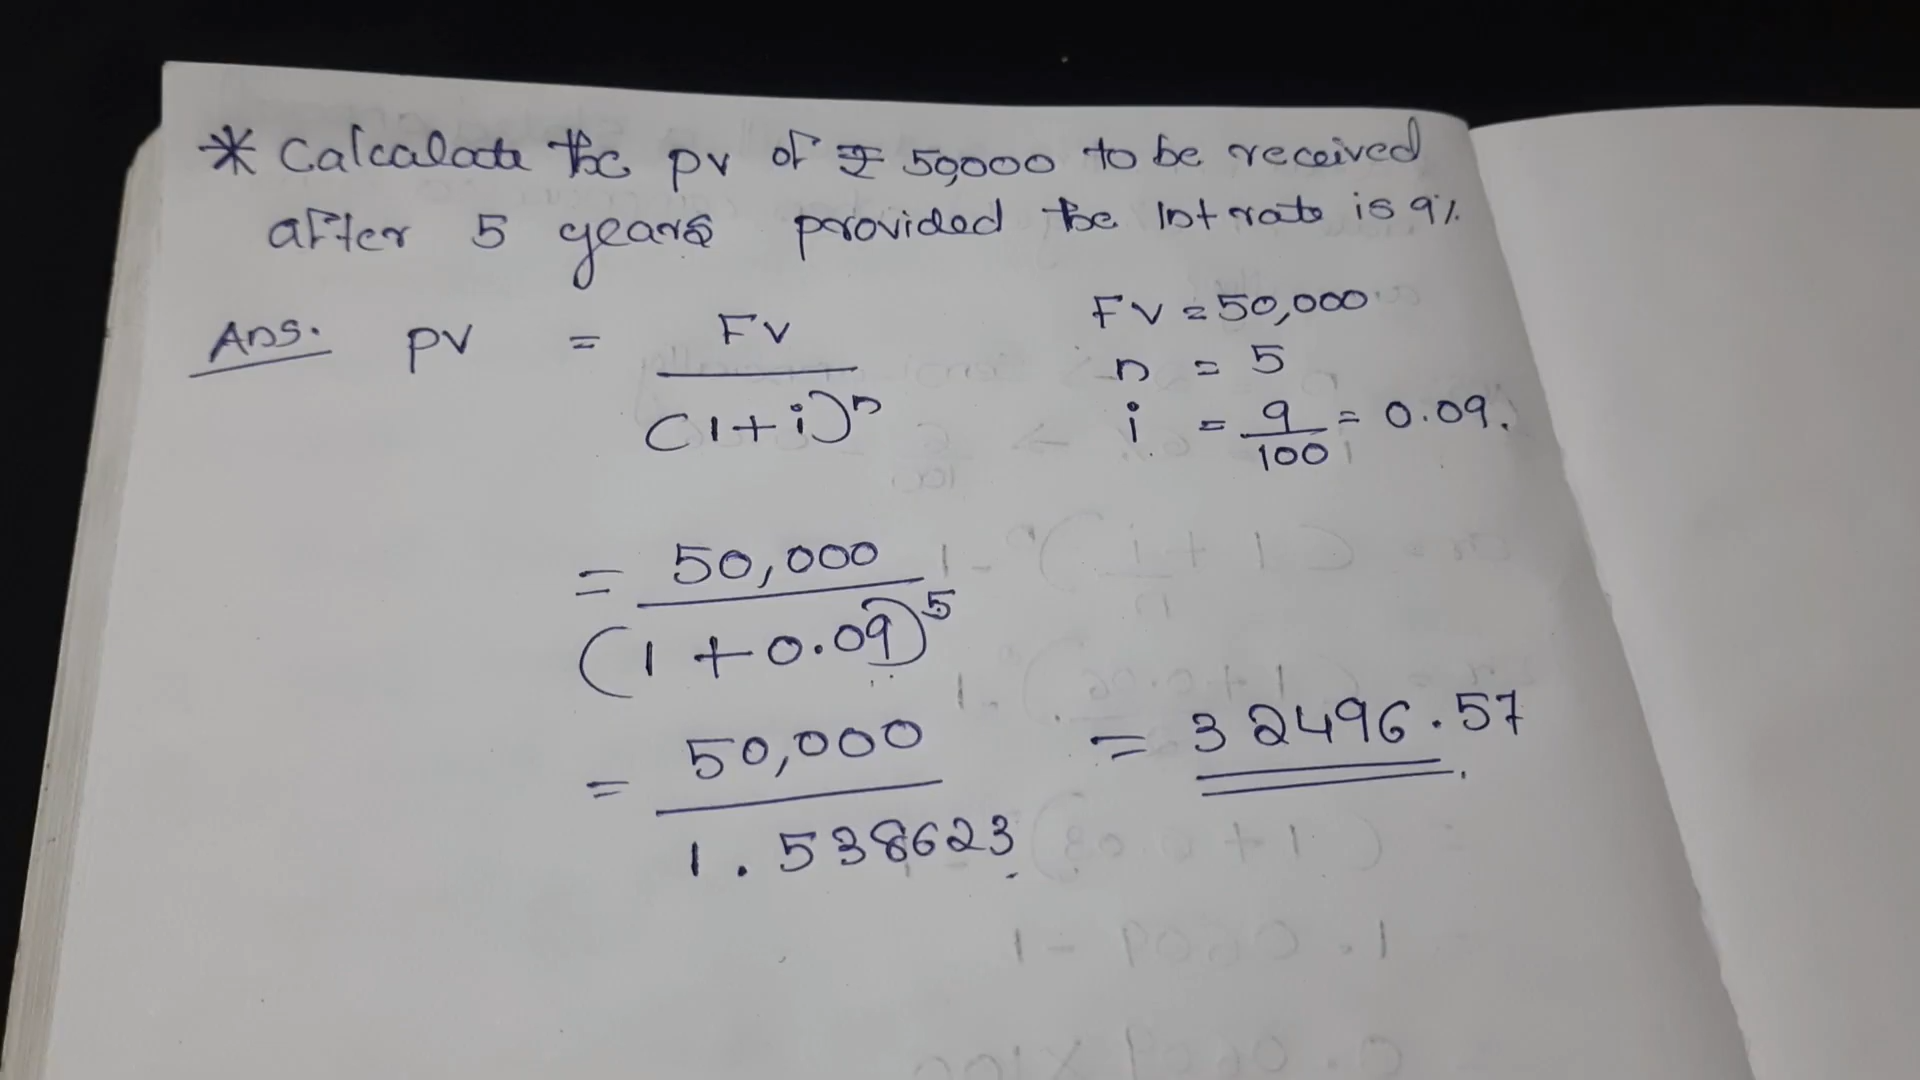 * Calcalate the pv of ₹ 50,000 to be received
after 5 years provided the Int rate is 9%
Ans. pv = FV / (1+i)^n
FV = 50,000
n = 5
i = 9/100 = 0.09.
= 50,000 / (1+0.09)^5
= 50,000 / 1.538623
= 32496.57